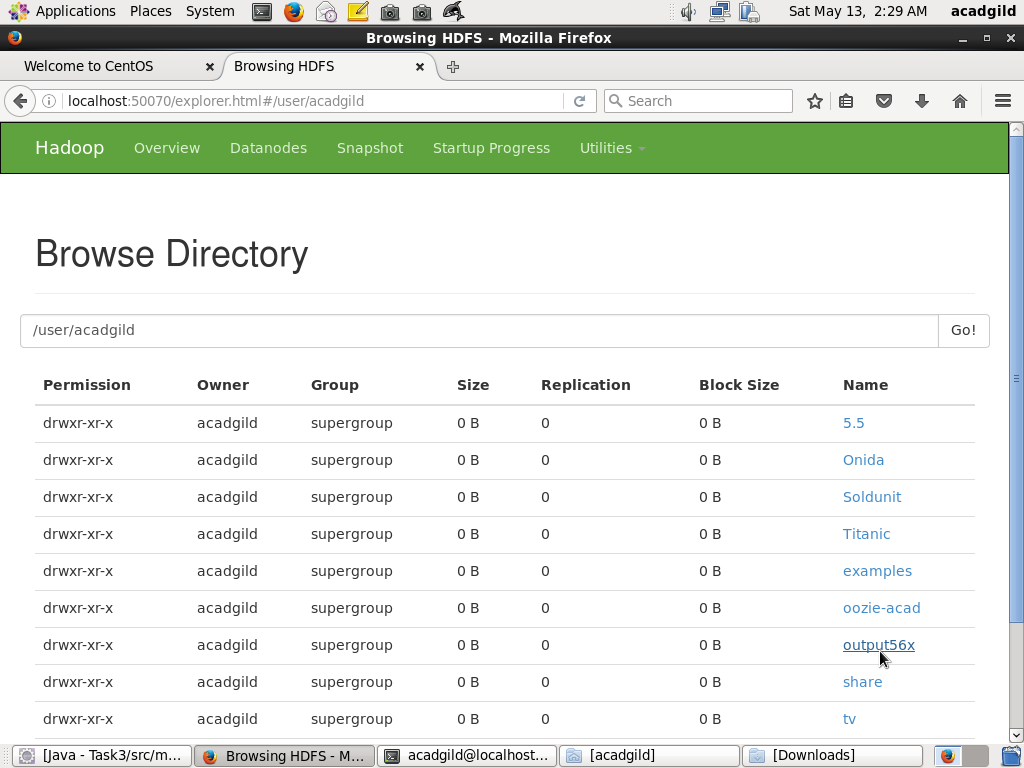 Applications Places System Sat May 13, 2:29 AM acadgild
Browsing HDFS - Mozilla Firefox
Welcome to CentOS Browsing HDFS
localhost:50070/explorer.html#/user/acadgild Search
Hadoop Overview Datanodes Snapshot Startup Progress Utilities
Browse Directory
/user/acadgild Go!
Permission Owner Group Size Replication Block Size Name
drwxr-xr-x acadgild supergroup 0 B 0 0 B 5.5
drwxr-xr-x acadgild supergroup 0 B 0 0 B Onida
drwxr-xr-x acadgild supergroup 0 B 0 0 B Soldunit
drwxr-xr-x acadgild supergroup 0 B 0 0 B Titanic
drwxr-xr-x acadgild supergroup 0 B 0 0 B examples
drwxr-xr-x acadgild supergroup 0 B 0 0 B oozie-acad
drwxr-xr-x acadgild supergroup 0 B 0 0 B output56x
drwxr-xr-x acadgild supergroup 0 B 0 0 B share
drwxr-xr-x acadgild supergroup 0 B 0 0 B tv
[Java - Task3/src/m... Browsing HDFS - M... acadgild@localhost... [acadgild] [Downloads]